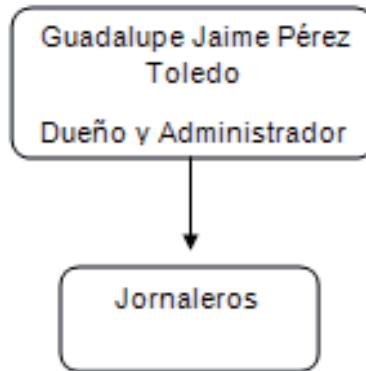 Guadalupe Jaime Pérez
Toledo
Dueño y Administrador
Jornaleros